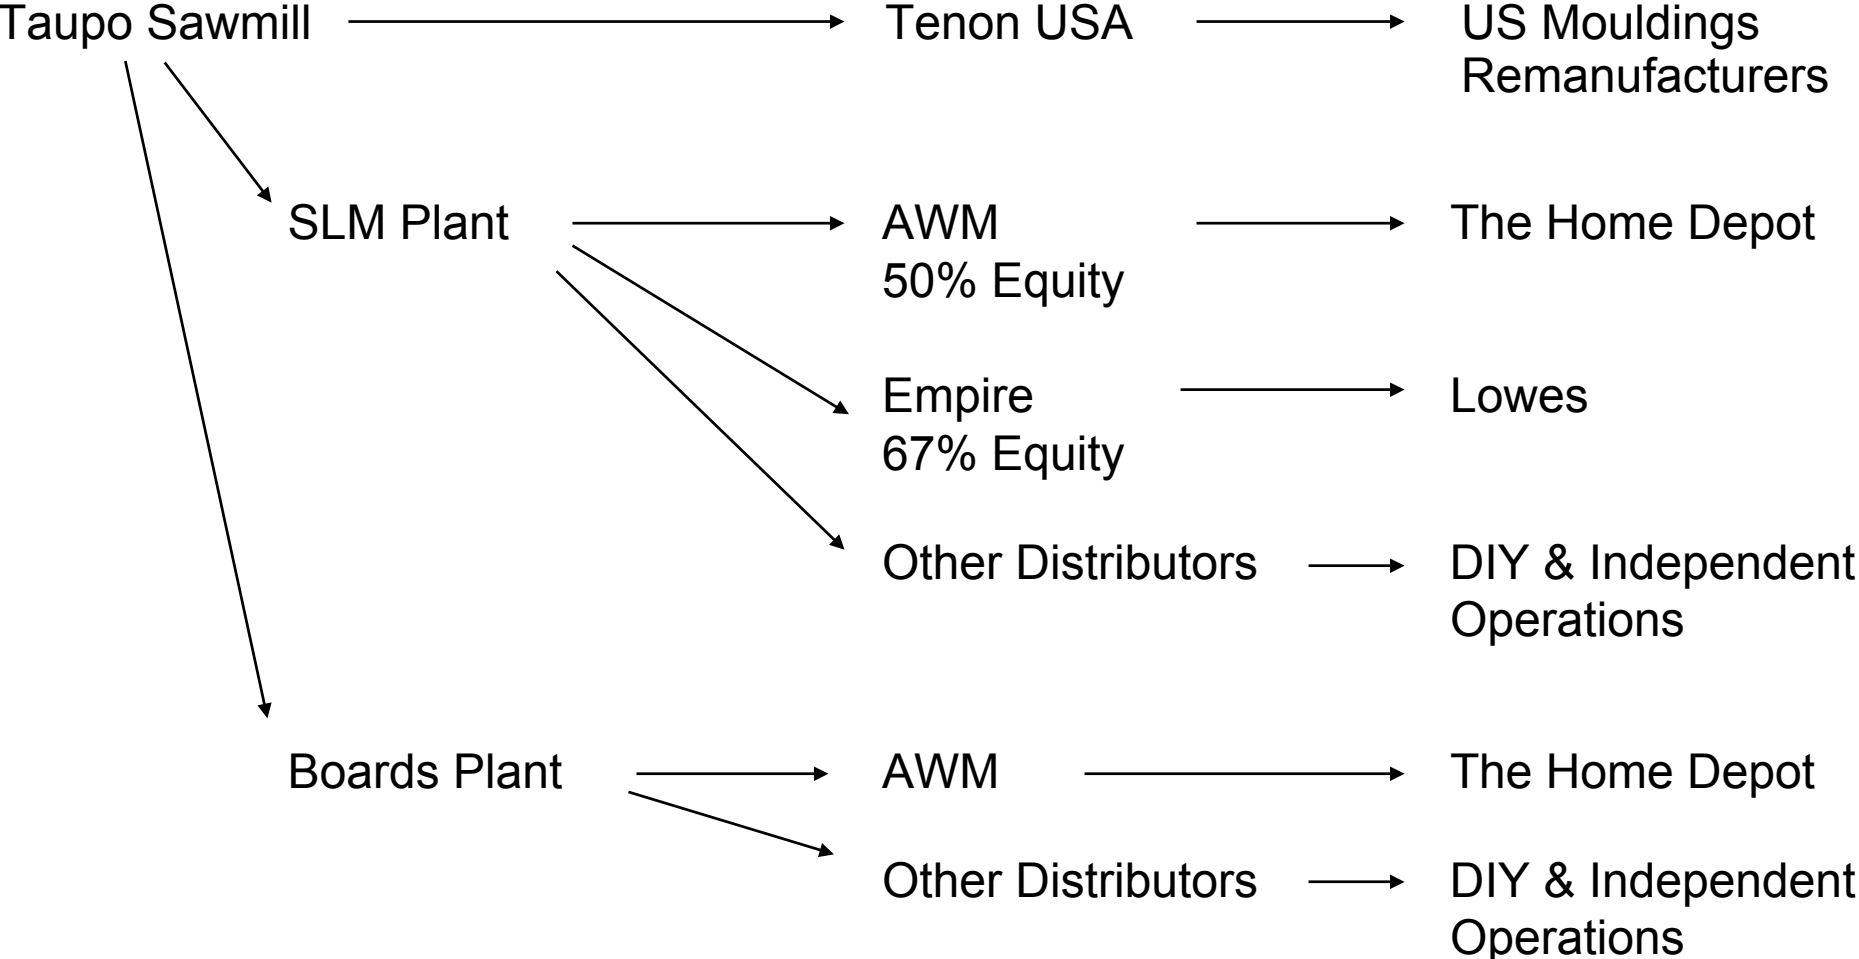 Taupo Sawmill
Tenon USA
US Mouldings
Remanufacturers
SLM Plant
AWM
50% Equity
The Home Depot
Empire
67% Equity
Lowes
Other Distributors
DIY & Independent
Operations
Boards Plant
AWM
The Home Depot
Other Distributors
DIY & Independent
Operations